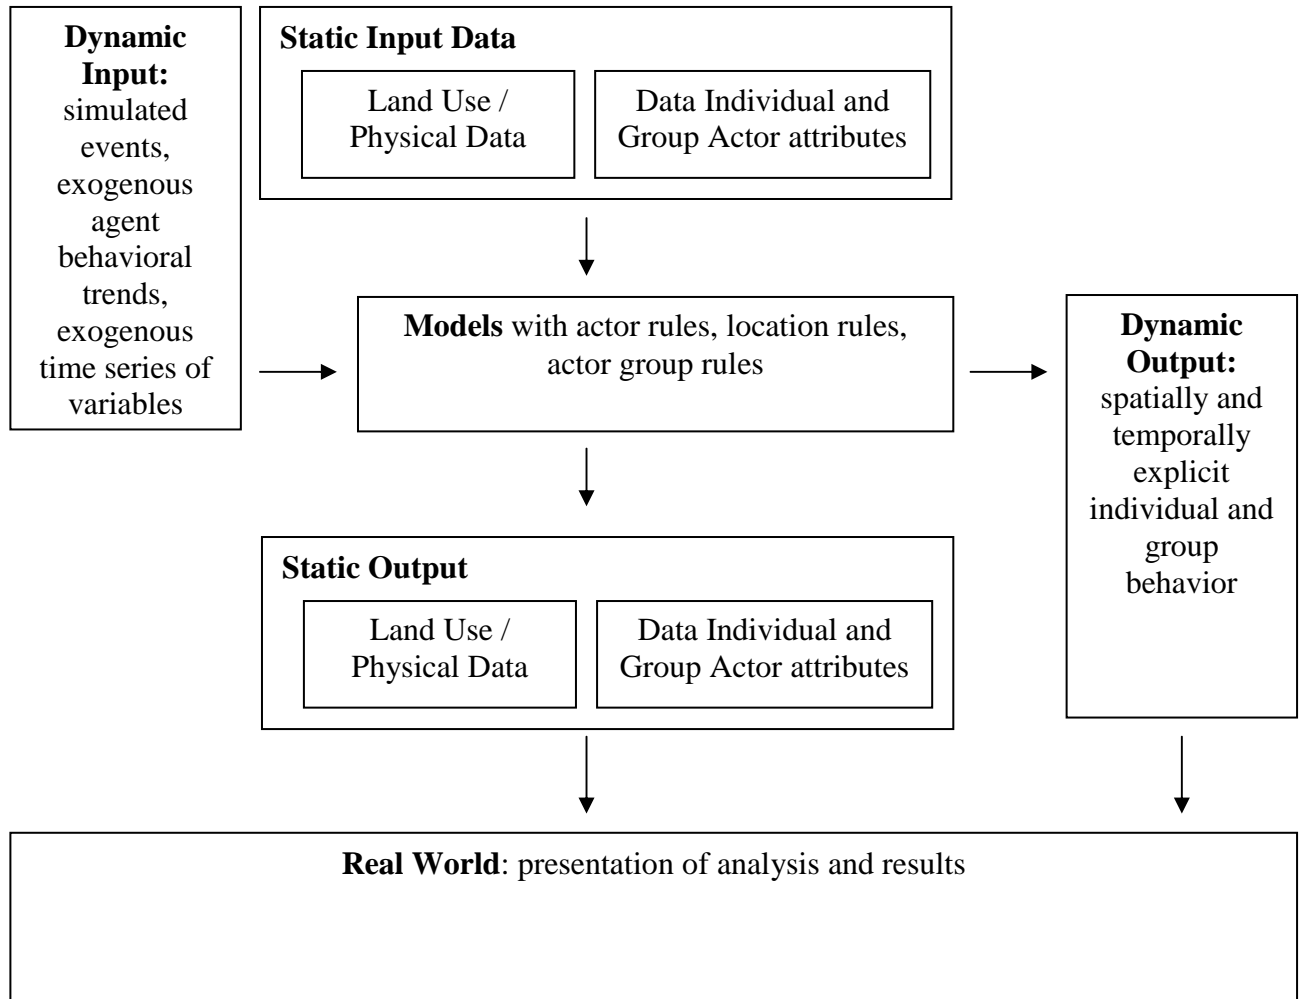 Dynamic
Input:
simulated
events,
exogenous
agent
behavioral
trends,
exogenous
time series of
variables
Static Input Data
Land Use /
Physical Data
Data Individual and
Group Actor attributes
Models with actor rules, location rules,
actor group rules
Dynamic
Output:
spatially and
temporally
explicit
individual and
group
behavior
Static Output
Land Use /
Physical Data
Data Individual and
Group Actor attributes
Real World: presentation of analysis and results